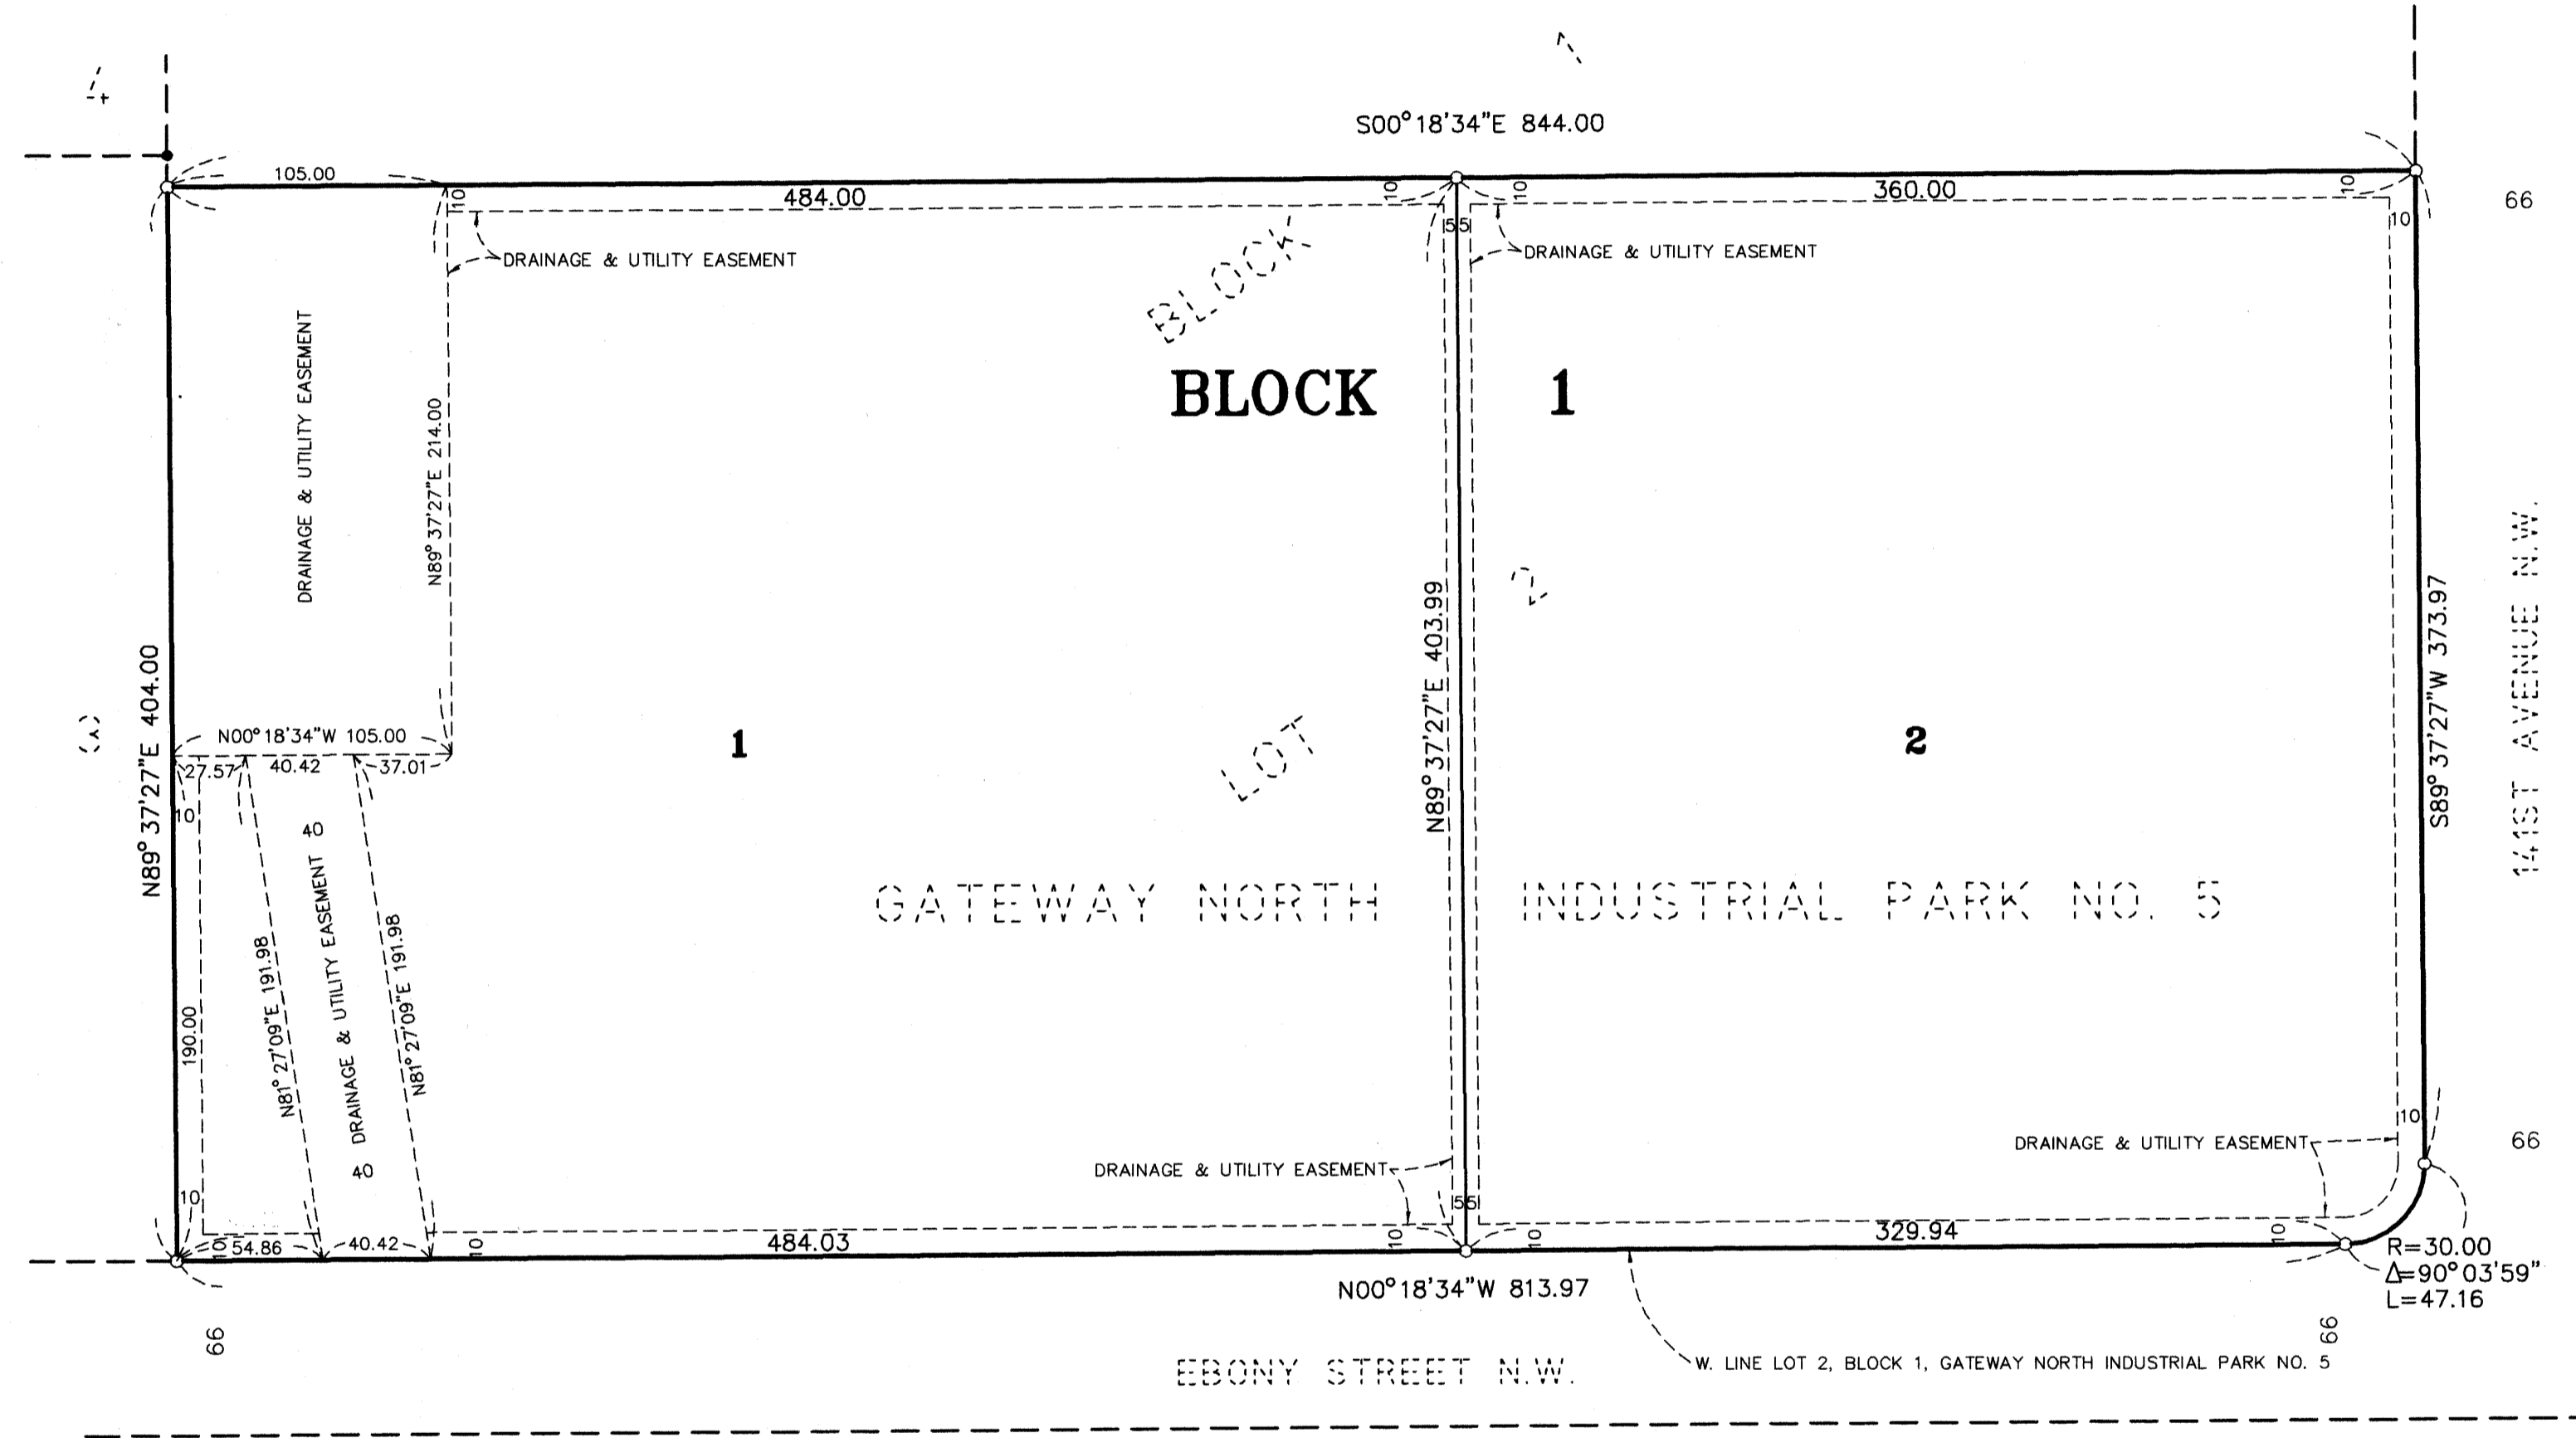 4
1
S00°18'34"E 844.00
105.00
10
484.00
10
10
360.00
10
66
55
10
DRAINAGE & UTILITY EASEMENT
DRAINAGE & UTILITY EASEMENT
BLOCK
DRAINAGE & UTILITY EASEMENT
BLOCK 1
N89°37'27"E 214.00
2
N89°37'27"E 403.99
S89°37'27"W 373.97
141ST AVENUE N.W.
N89°37'27"E 404.00
3
N00°18'34"W 105.00
27.57
40.42
37.01
1
LOT
2
10
40
GATEWAY NORTH INDUSTRIAL PARK NO. 5
N81°27'09"E 191.98
DRAINAGE & UTILITY EASEMENT
N81°27'09"E 191.98
190.00
10
DRAINAGE & UTILITY EASEMENT
66
40
DRAINAGE & UTILITY EASEMENT
10
55
10
54.86
40.42
10
484.03
10
10
329.94
10
R=30.00
Δ=90°03'59"
L=47.16
N00°18'34"W 813.97
66
66
W. LINE LOT 2, BLOCK 1, GATEWAY NORTH INDUSTRIAL PARK NO. 5
EBONY STREET N.W.